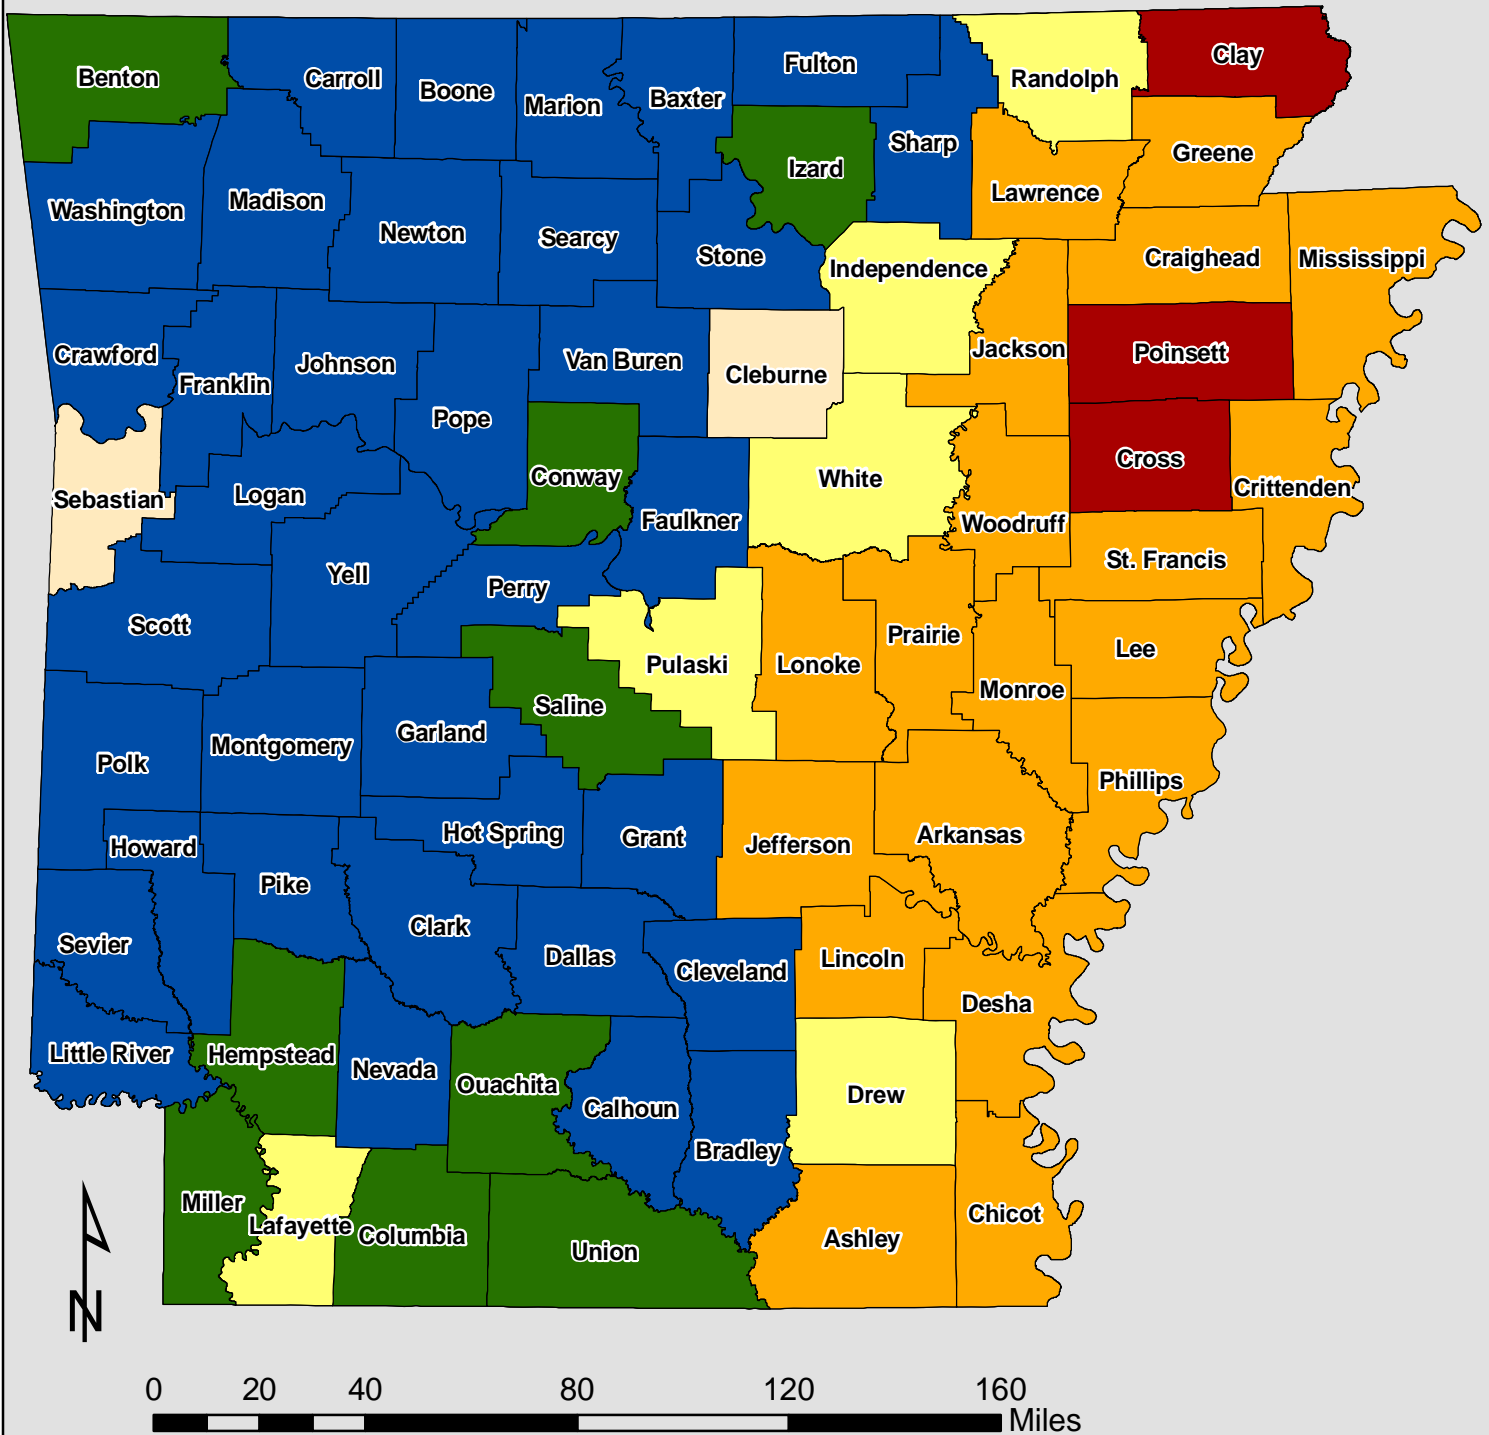 Benton
Carroll
Boone
Marion
Baxter
Fulton
Randolph
Clay
Izard
Sharp
Lawrence
Greene
Washington
Madison
Newton
Searcy
Stone
Independence
Craighead
Mississippi
Crawford
Franklin
Johnson
Pope
Van Buren
Cleburne
Jackson
Poinsett
Sebastian
Logan
Conway
Faulkner
White
Woodruff
Cross
Crittenden
Scott
Yell
Perry
Pulaski
Lonoke
Prairie
Monroe
St. Francis
Lee
Polk
Montgomery
Garland
Saline
Phillips
Howard
Pike
Hot Spring
Grant
Jefferson
Arkansas
Sevier
Clark
Dallas
Cleveland
Lincoln
Desha
Little River
Hempstead
Nevada
Ouachita
Calhoun
Bradley
Drew
Miller
Lafayette
Columbia
Union
Ashley
Chicot
N
0 20 40 80 120 160
Miles